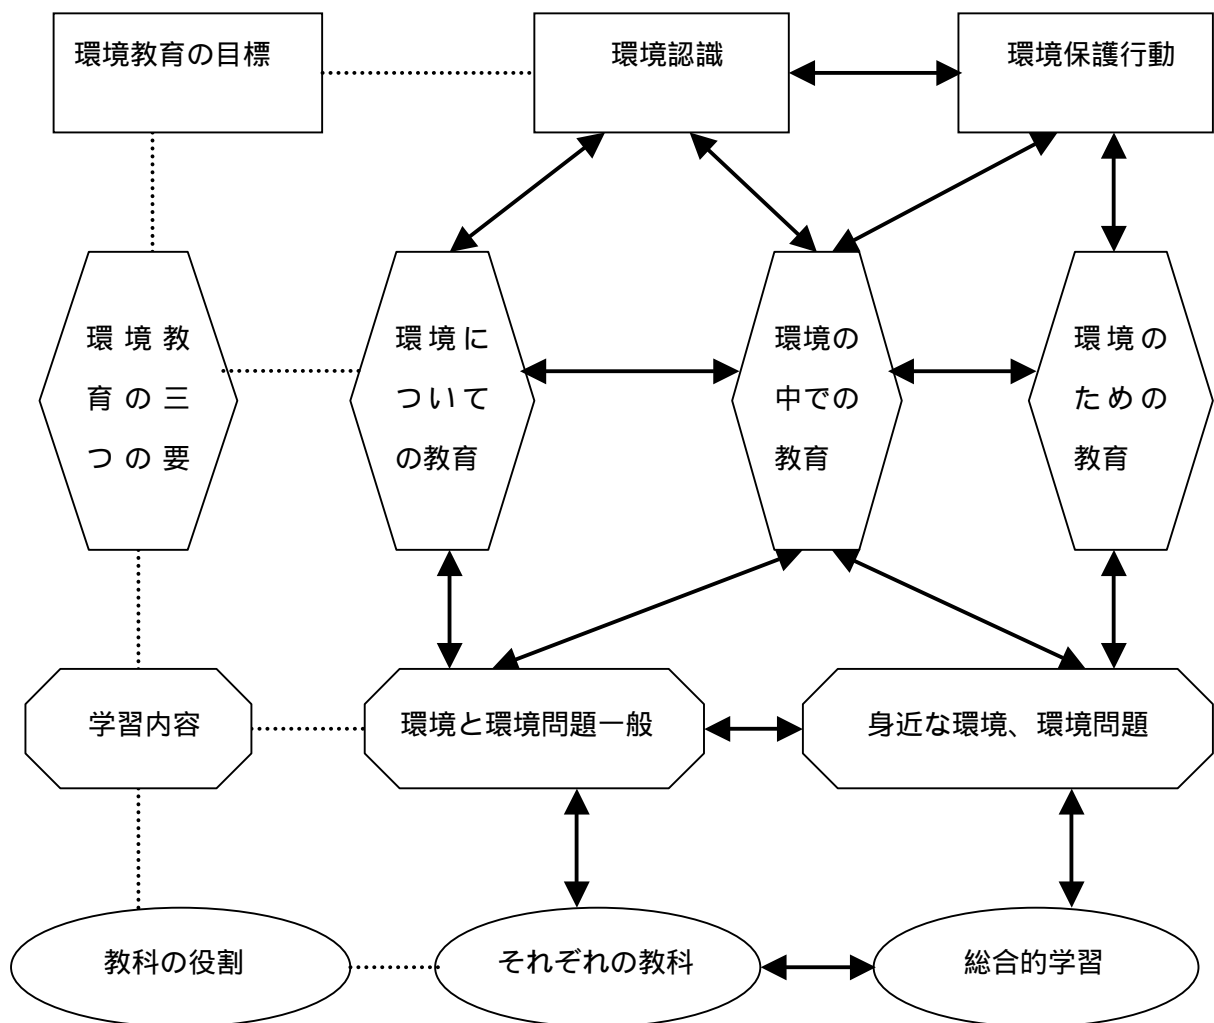 環境教育の目標
環境認識
環境保護行動
環境教
育の三
つの要
環境に
ついて
の教育
環境の
中での
教育
環境の
ための
教育
学習内容
環境と環境問題一般
身近な環境、環境問題
教科の役割
それぞれの教科
総合的学習